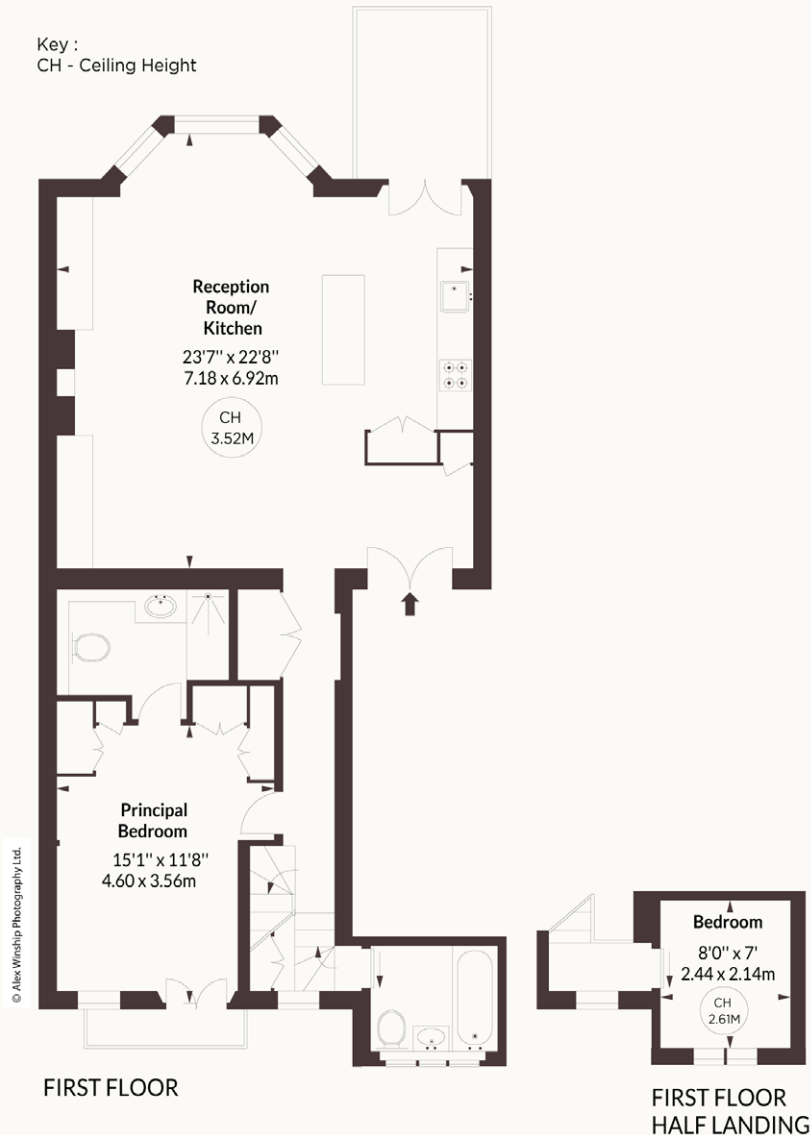 Key :
CH - Ceiling Height
Reception
Room/
Kitchen
23'7'' x 22'8''
7.18 x 6.92m
CH
3.52M
Principal
Bedroom
15'1'' x 11'8''
4.60 x 3.56m
© Alex Winship Photography Ltd.
FIRST FLOOR
Bedroom
8'0'' x 7'
2.44 x 2.14m
CH
2.61M
FIRST FLOOR
HALF LANDING